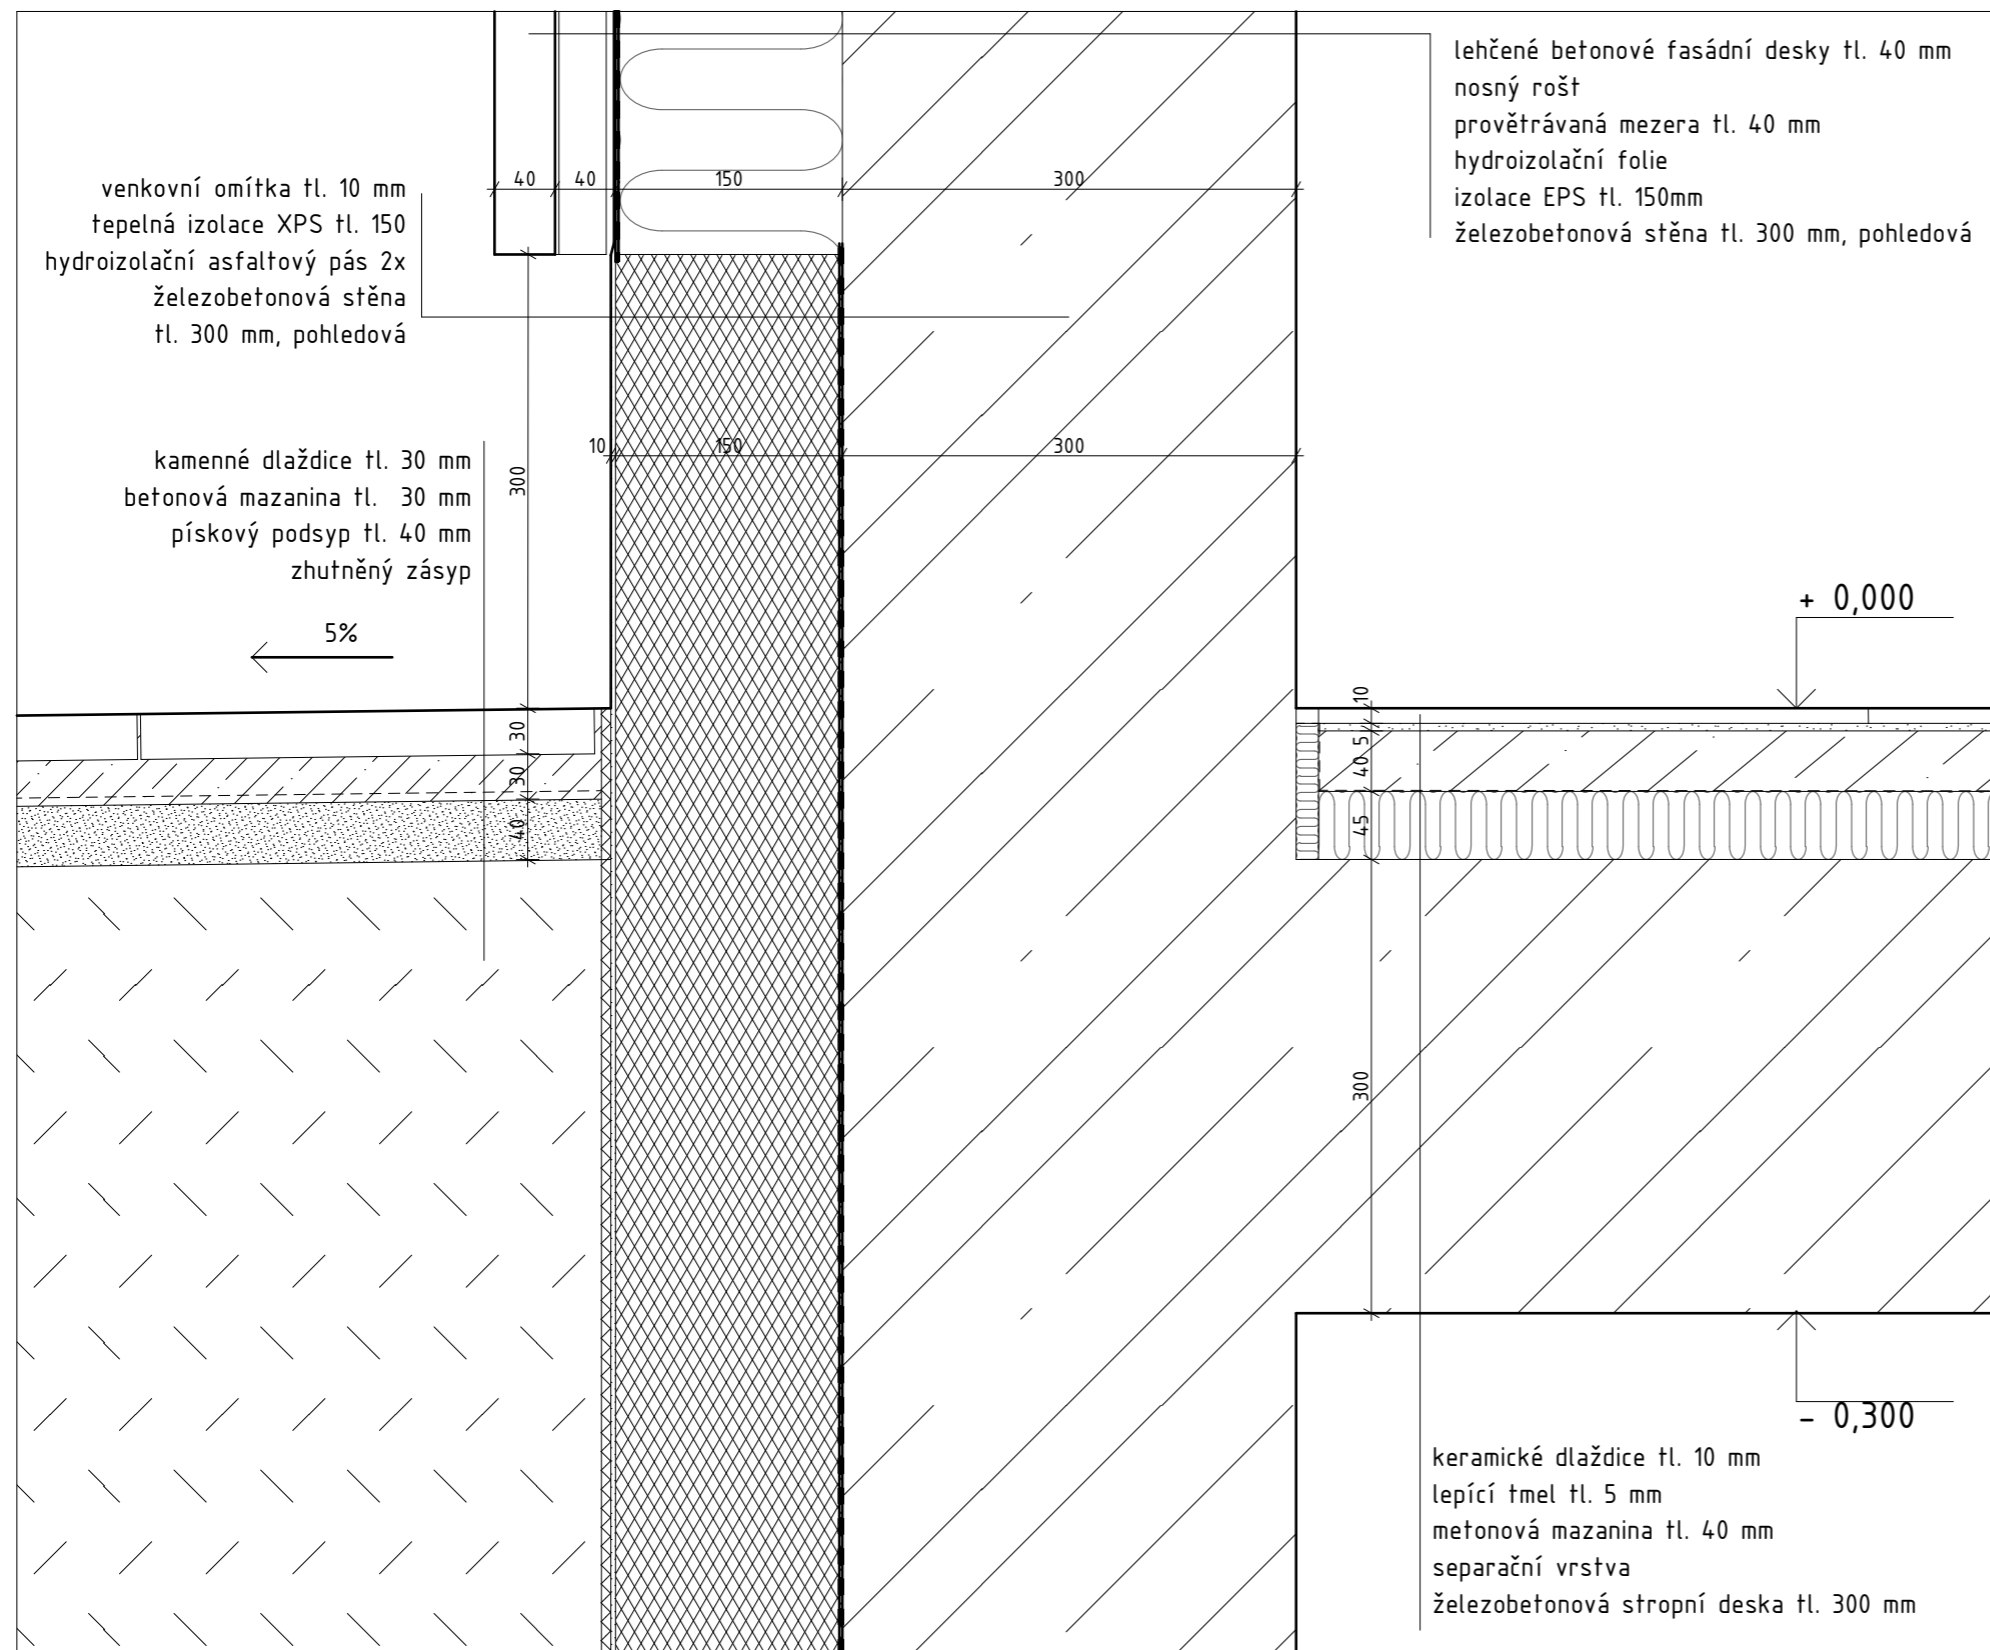 lehčené betonové fasádní desky tl. 40 mm
nosný rošt
provětrávaná mezera tl. 40 mm
hydroizolační folie
izolace EPS tl. 150mm
železobetonová stěna tl. 300 mm, pohledová
venkovní omítka tl. 10 mm
tepelná izolace XPS tl. 150
hydroizolační asfaltový pás 2x
železobetonová stěna
tl. 300 mm, pohledová
40 40 150 300
10 150 300
300
kamenné dlaždice tl. 30 mm
betonová mazanina tl. 30 mm
pískový podsyp tl. 40 mm
zhutněný zásyp
5%
30
30
40
+ 0,000
10
5
40
45
300
- 0,300
keramické dlaždice tl. 10 mm
lepící tmel tl. 5 mm
metonová mazanina tl. 40 mm
separační vrstva
železobetonová stropní deska tl. 300 mm